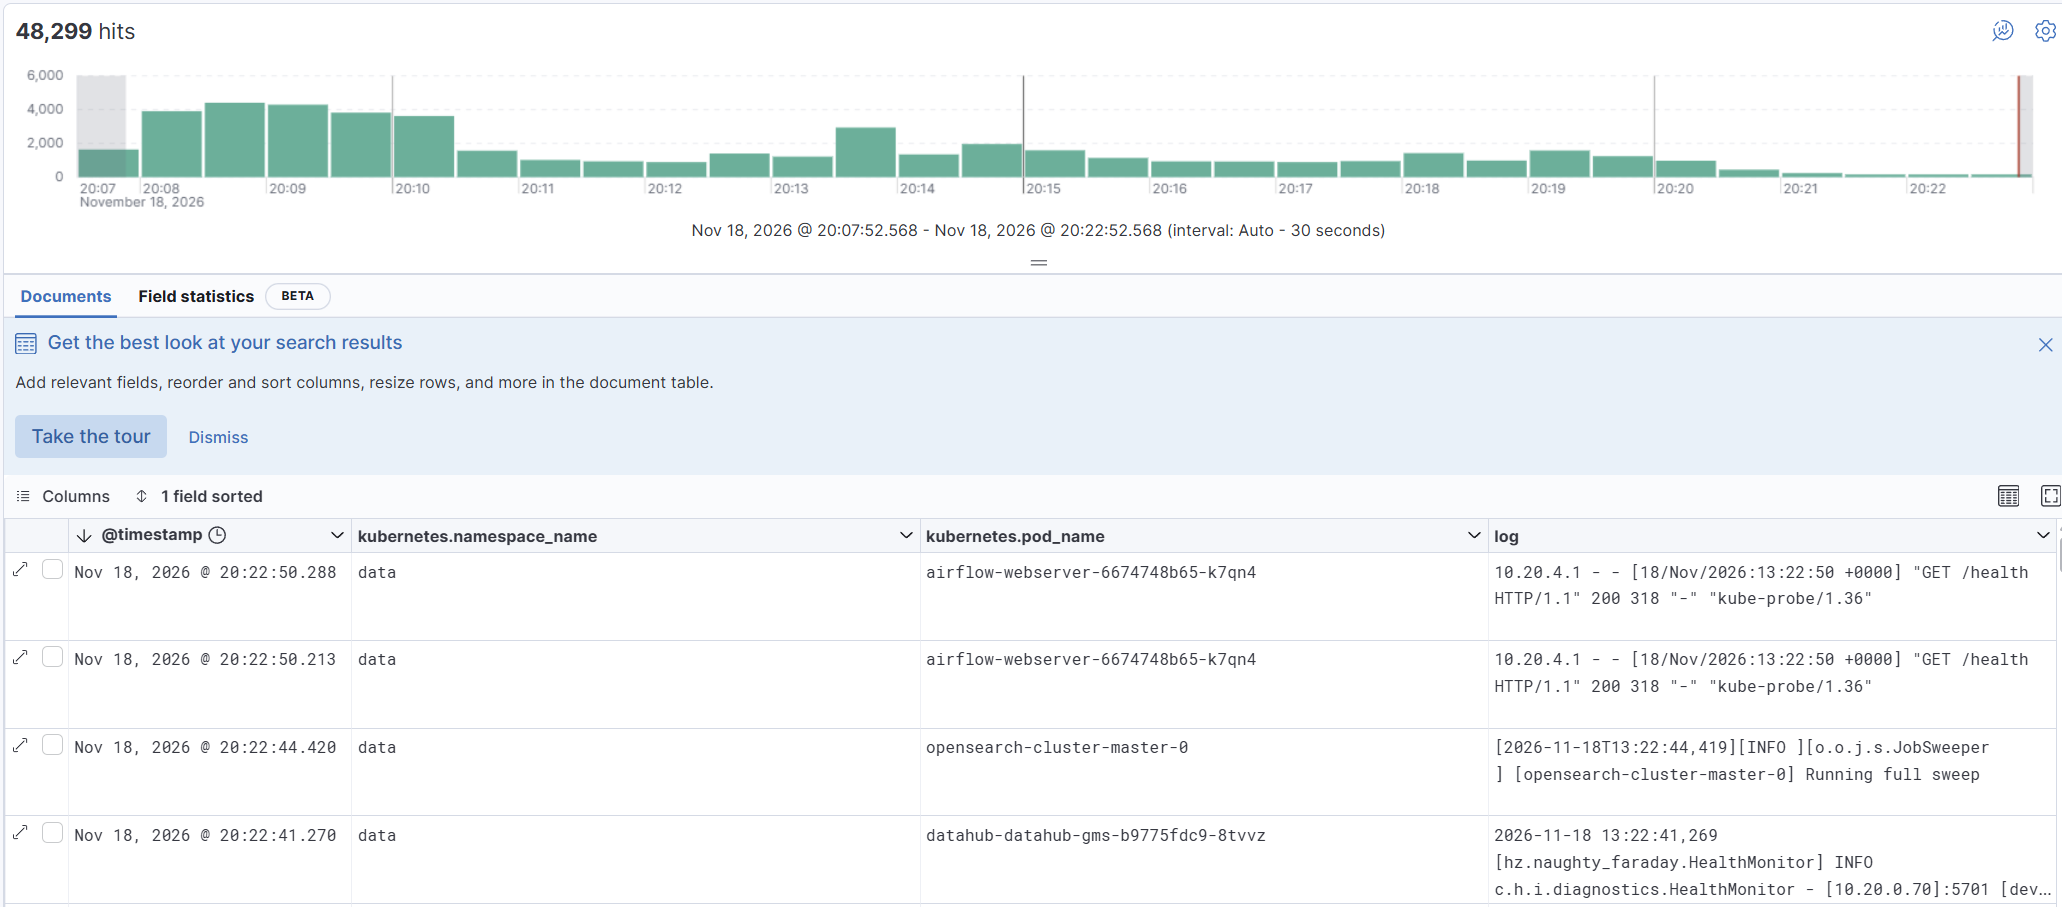 48,299 hits
6,000
4,000
2,000
0
20:07 20:08 20:09 20:10 20:11 20:12 20:13 20:14 20:15 20:16 20:17 20:18 20:19 20:20 20:21 20:22
November 18, 2026
Nov 18, 2026 @ 20:07:52.568 - Nov 18, 2026 @ 20:22:52.568 (interval: Auto - 30 seconds)
Documents Field statistics BETA
Get the best look at your search results
Add relevant fields, reorder and sort columns, resize rows, and more in the document table.
Take the tour Dismiss
Columns 1 field sorted
@timestamp kubernetes.namespace_name kubernetes.pod_name log
Nov 18, 2026 @ 20:22:50.288 data airflow-webserver-6674748b65-k7qn4 10.20.4.1 - - [18/Nov/2026:13:22:50 +0000] "GET /health
HTTP/1.1" 200 318 "-" "kube-probe/1.36"
Nov 18, 2026 @ 20:22:50.213 data airflow-webserver-6674748b65-k7qn4 10.20.4.1 - - [18/Nov/2026:13:22:50 +0000] "GET /health
HTTP/1.1" 200 318 "-" "kube-probe/1.36"
Nov 18, 2026 @ 20:22:44.420 data opensearch-cluster-master-0 [2026-11-18T13:22:44,419][INFO ][o.o.j.s.JobSweeper
] [opensearch-cluster-master-0] Running full sweep
Nov 18, 2026 @ 20:22:41.270 data datahub-datahub-gms-b9775fdc9-8tvvz 2026-11-18 13:22:41,269
[hz.naughty_faraday.HealthMonitor] INFO
c.h.i.diagnostics.HealthMonitor - [10.20.0.70]:5701 [dev…